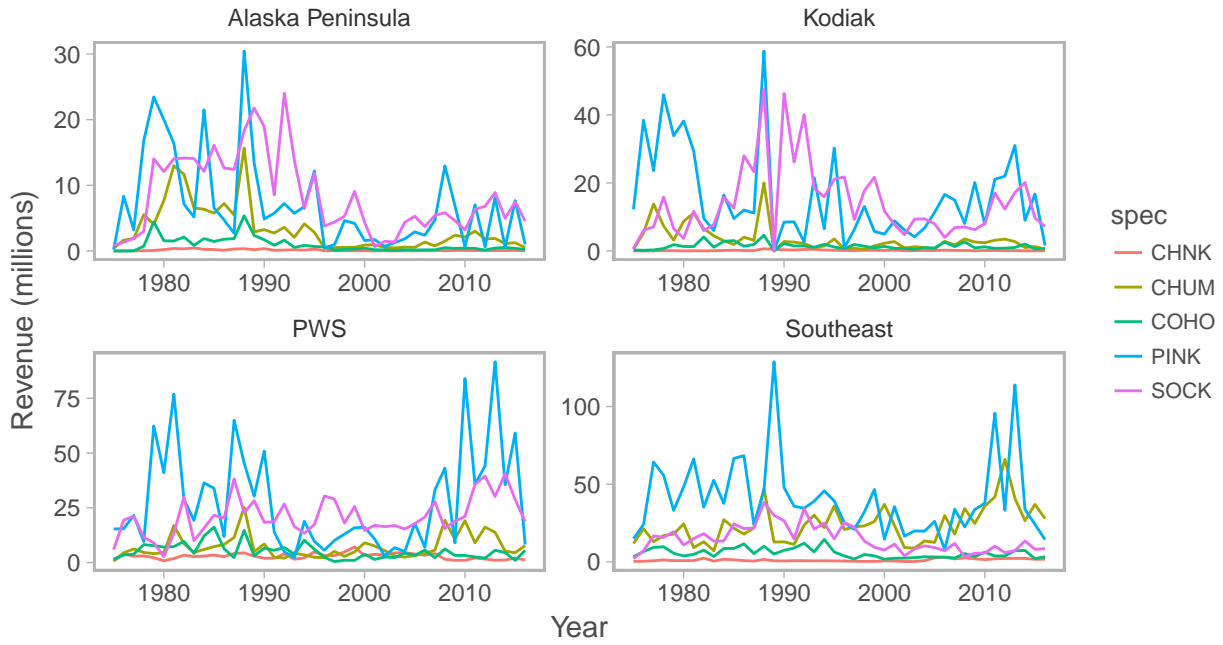 Alaska Peninsula
Kodiak
30
20
10
0
1980 1990 2000 2010
60
40
20
0
1980 1990 2000 2010
PWS
Southeast
75
50
25
0
1980 1990 2000 2010
100
50
0
1980 1990 2000 2010
Revenue (millions)
Year
spec
CHNK
CHUM
COHO
PINK
SOCK